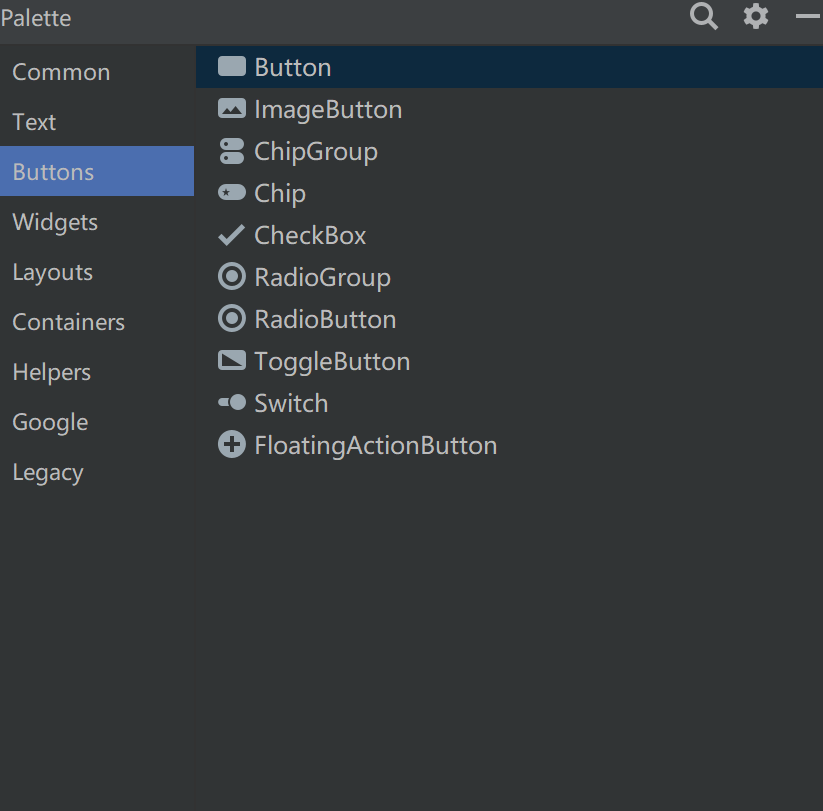 Palette
Common
Text
Buttons
Widgets
Layouts
Containers
Helpers
Google
Legacy
Button
ImageButton
ChipGroup
Chip
CheckBox
RadioGroup
RadioButton
ToggleButton
Switch
FloatingActionButton